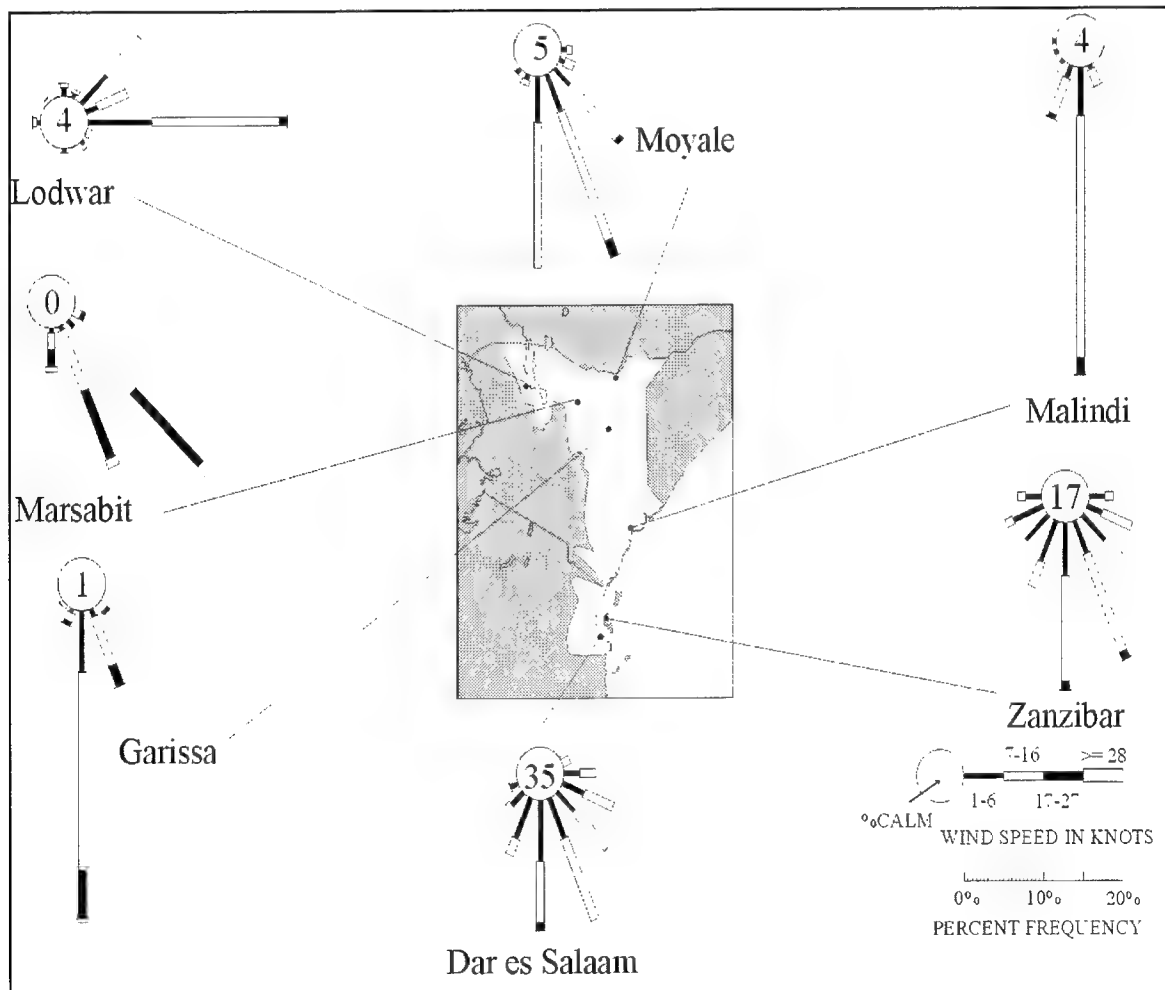 5
4
4
Moyale
Lodwar
0
Malindi
Marsabit
17
1
Zanzibar
Garissa
7-16 >= 28
35
1-6 17-27
%CALM
WIND SPEED IN KNOTS
0% 10% 20%
PERCENT FREQUENCY
Dar es Salaam